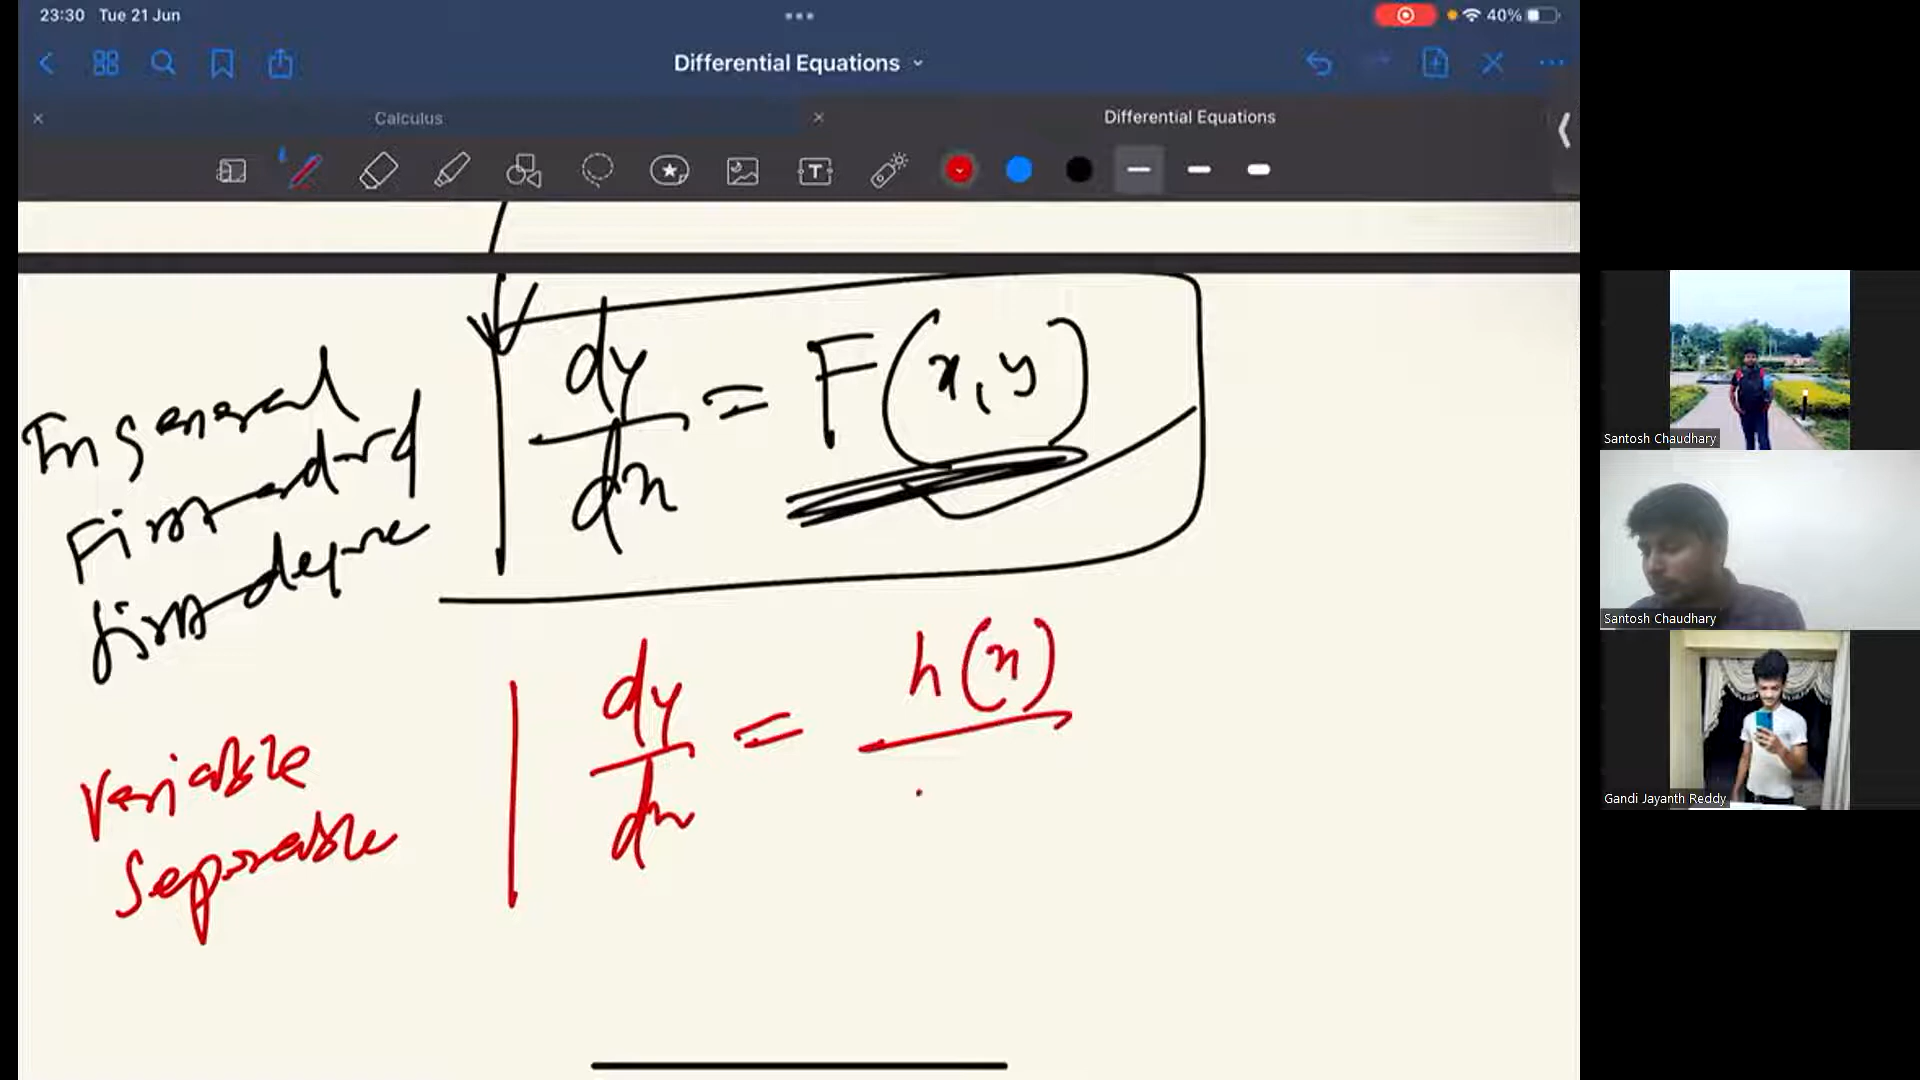 23:30 Tue 21 Jun
40%
Differential Equations
Calculus
Differential Equations
T
In general
First order
first degree
dy/dx = F(x, y)
Variable
Separable
dy/dx = h(x)
Santosh Chaudhary
Santosh Chaudhary
Gandi Jayanth Reddy